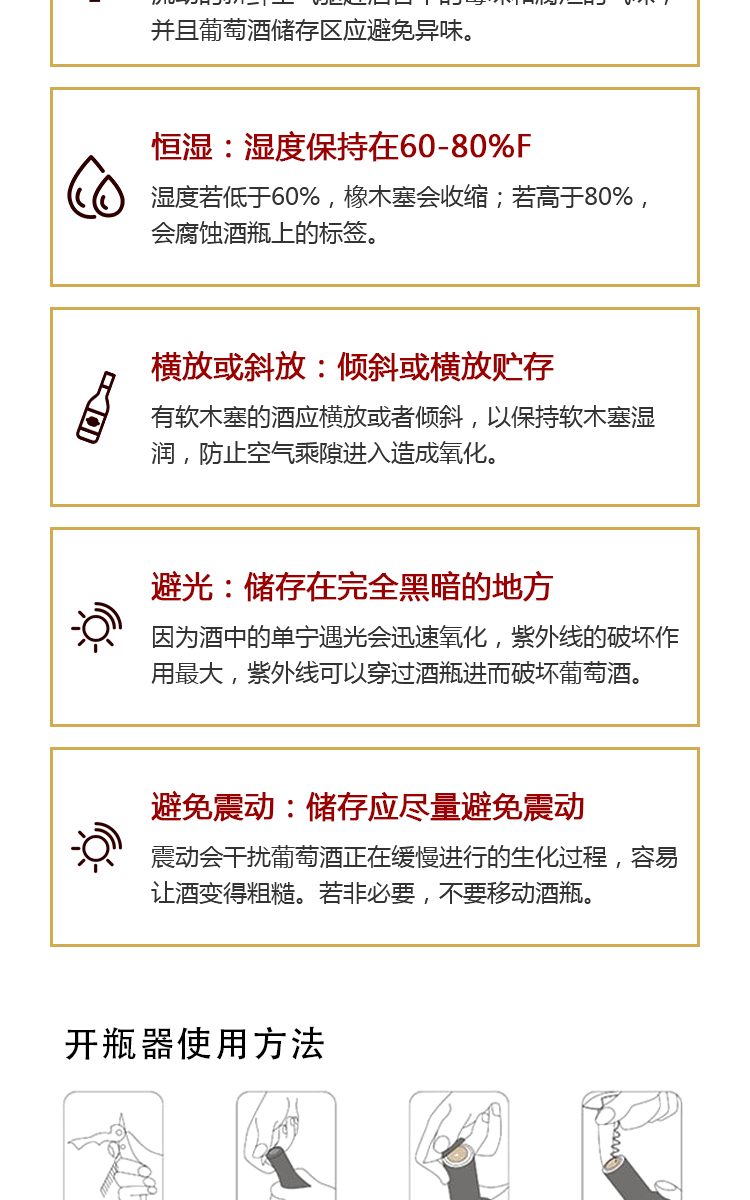 并且葡萄酒储存区应避免异味。
恒湿：湿度保持在60-80%F
湿度若低于60%，橡木塞会收缩；若高于80%，
会腐蚀酒瓶上的标签。
横放或斜放：倾斜或横放贮存
有软木塞的酒应横放或者倾斜，以保持软木塞湿
润，防止空气乘隙进入造成氧化。
避光：储存在完全黑暗的地方
因为酒中的单宁遇光会迅速氧化，紫外线的破坏作
用最大，紫外线可以穿过酒瓶进而破坏葡萄酒。
避免震动：储存应尽量避免震动
震动会干扰葡萄酒正在缓慢进行的生化过程，容易
让酒变得粗糙。若非必要，不要移动酒瓶。
开瓶器使用方法